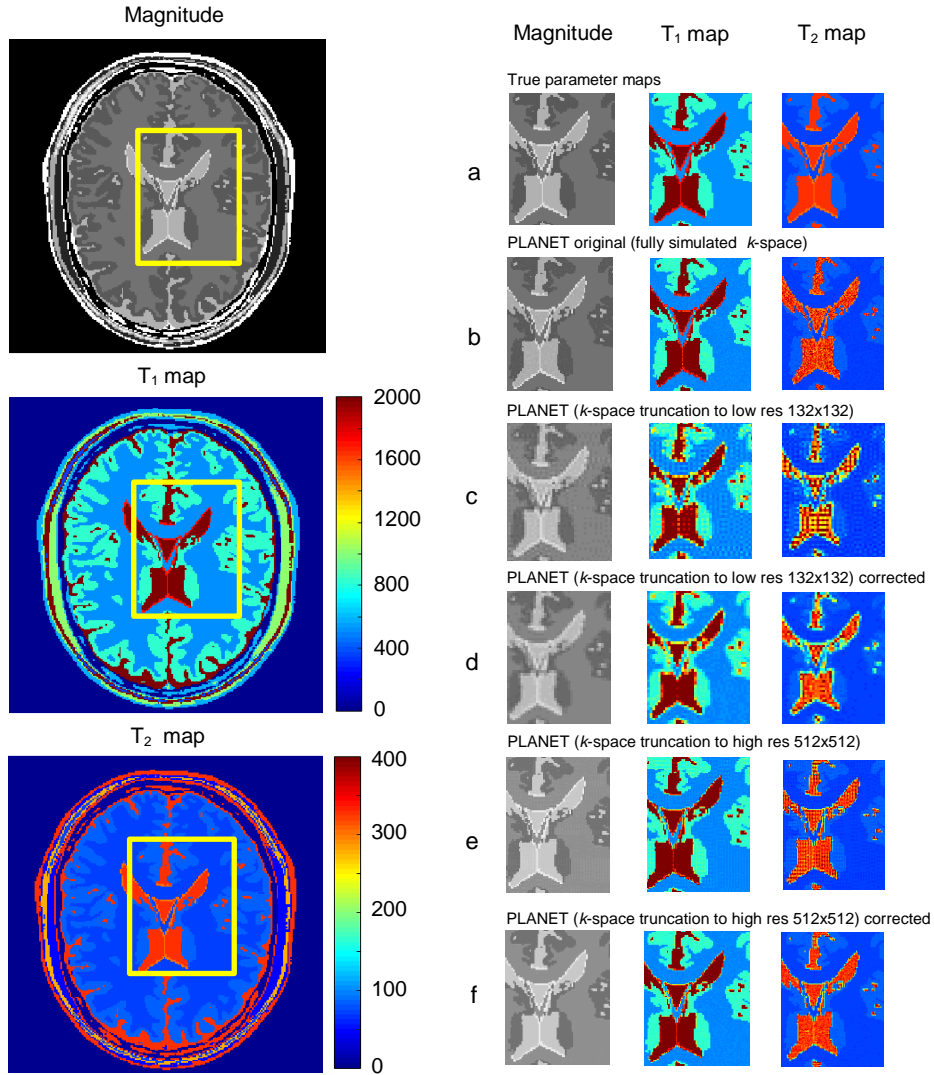 Magnitude
T1 map
2000
1600
1200
800
400
0
T2 map
400
300
200
100
0
Magnitude T1 map T2 map
True parameter maps
a
PLANET original (fully simulated k-space)
b
PLANET (k-space truncation to low res 132x132)
c
PLANET (k-space truncation to low res 132x132) corrected
d
PLANET (k-space truncation to high res 512x512)
e
PLANET (k-space truncation to high res 512x512) corrected
f